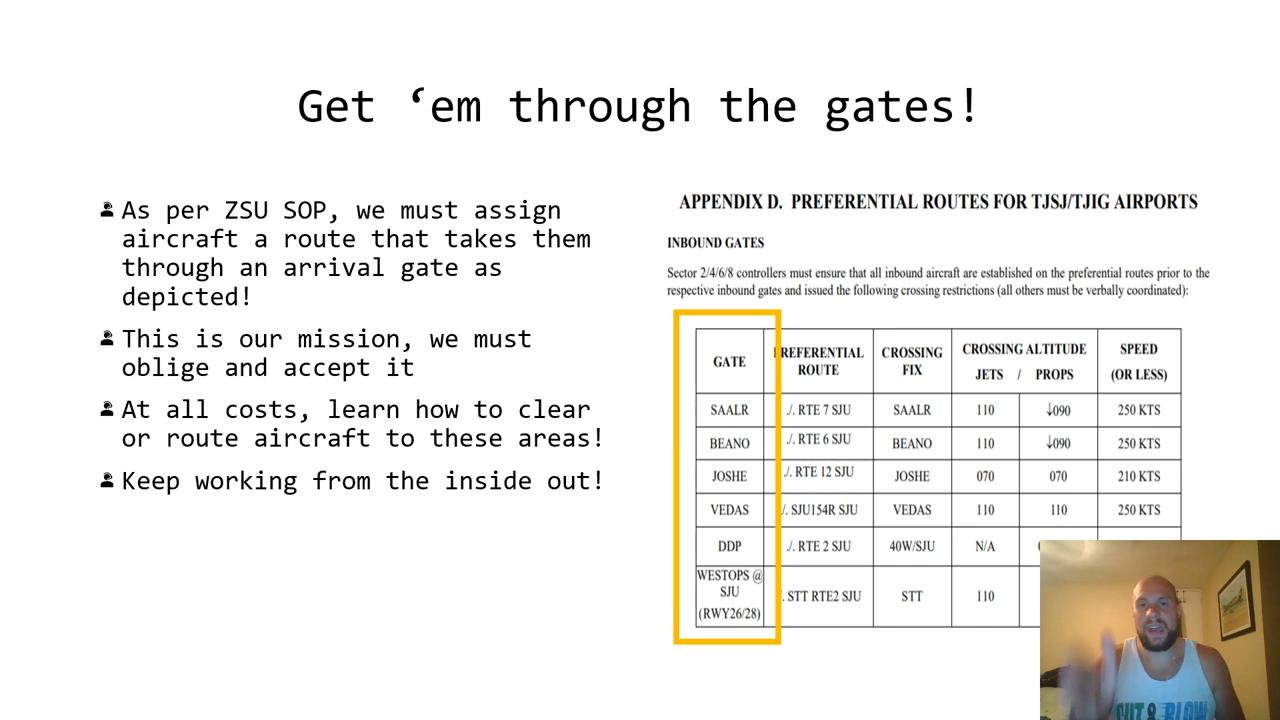 Get ‘em through the gates!
As per ZSU SOP, we must assign
aircraft a route that takes them
through an arrival gate as
depicted!
This is our mission, we must
oblige and accept it
At all costs, learn how to clear
or route aircraft to these areas!
Keep working from the inside out!
APPENDIX D. PREFERENTIAL ROUTES FOR TJSJ/TJIG AIRPORTS
INBOUND GATES
Sector 2/4/6/8 controllers must ensure that all inbound aircraft are established on the preferential routes prior to the
respective inbound gates and issued the following crossing restrictions (all others must be verbally coordinated):
GATE PREFERENTIAL ROUTE CROSSING FIX CROSSING ALTITUDE JETS / PROPS SPEED (OR LESS)
SAALR ./. RTE 7 SJU SAALR 110 ↓090 250 KTS
BEANO ./. RTE 6 SJU BEANO 110 ↓090 250 KTS
JOSHE ./. RTE 12 SJU JOSHE 070 070 210 KTS
VEDAS /. SJU154R SJU VEDAS 110 110 250 KTS
DDP ./. RTE 2 SJU 40W/SJU N/A
WESTOPS @
SJU
(RWY26/28) . STT RTE2 SJU STT 110